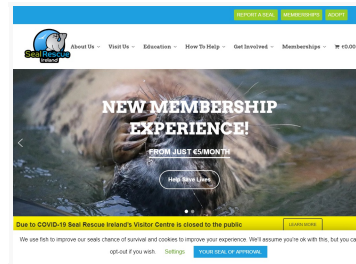 REPORT A SEAL MEMBERSHIPS ADOPT
SealRescue
Ireland
About Us Visit Us Education How To Help Get Involved Memberships €0.00
NEW MEMBERSHIP
EXPERIENCE!
FROM JUST €5/MONTH
Help Save Lives
Due to COVID-19 Seal Rescue Ireland's Visitor Centre is closed to the public LEARN MORE
We use fish to improve our seals chance of survival and cookies to improve your experience. We'll assume you're ok with this, but you ca
opt-out if you wish. Settings YOUR SEAL OF APPROVAL